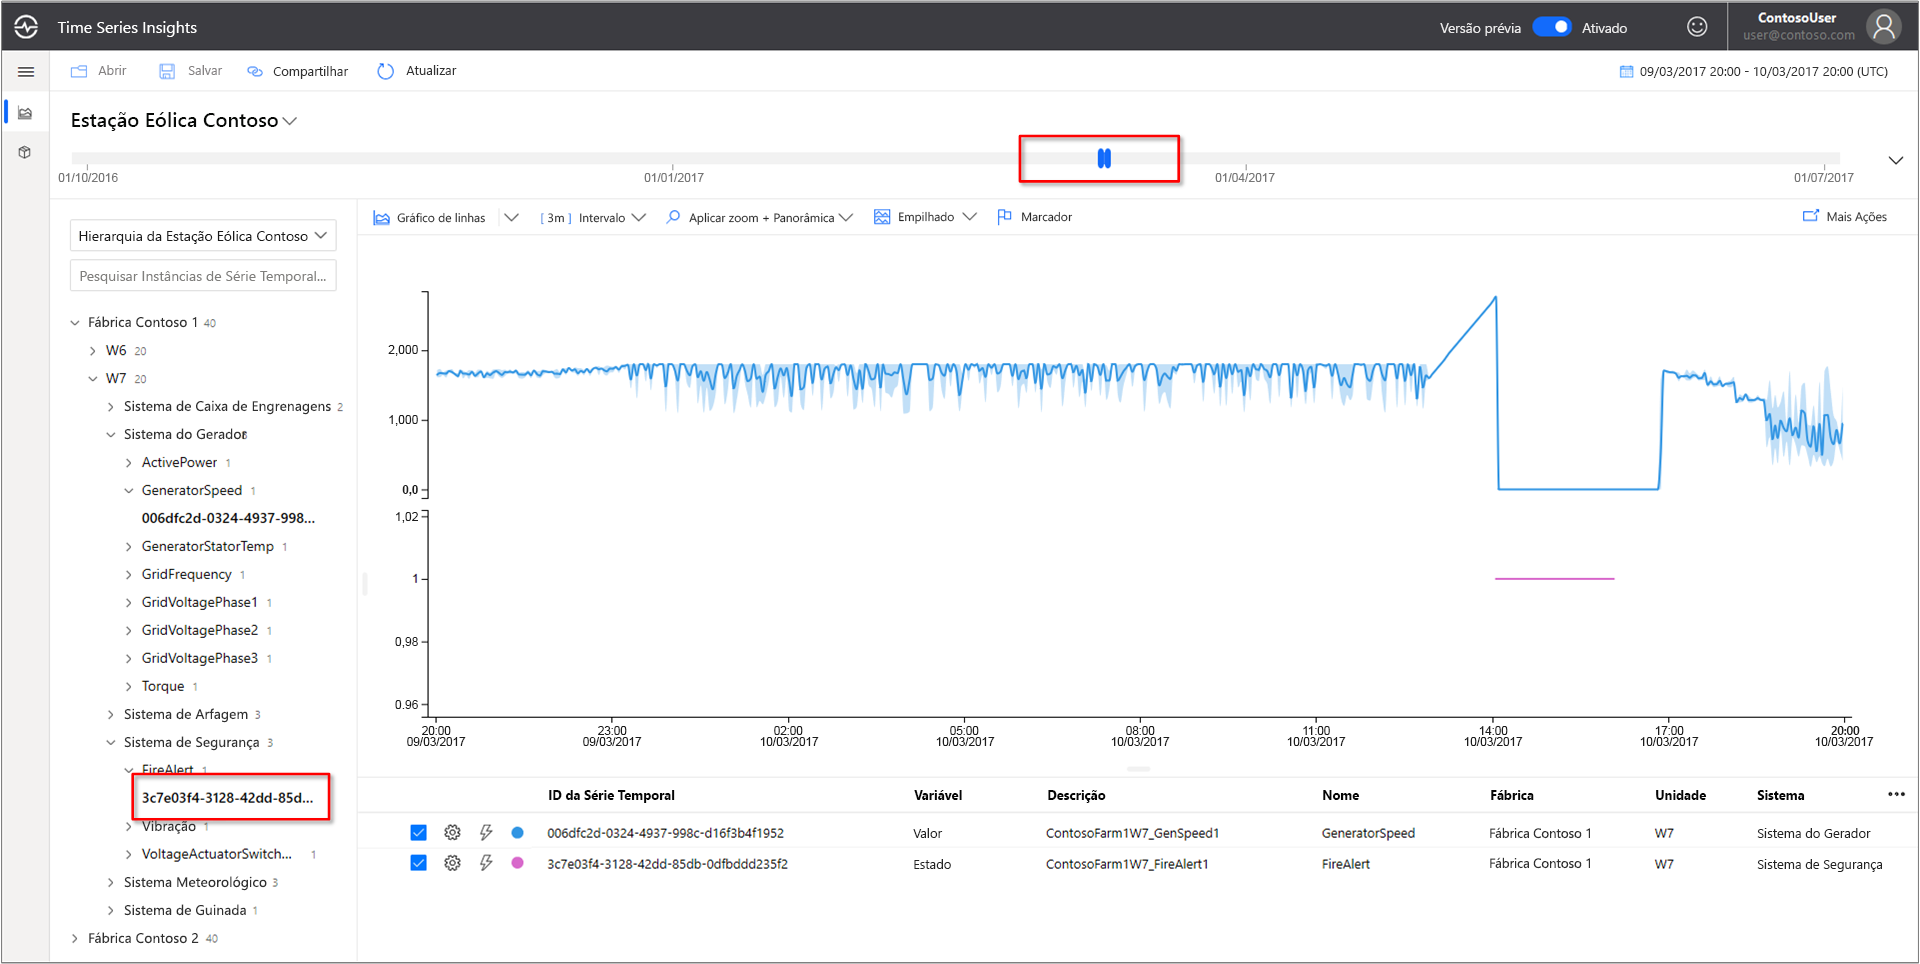 Time Series Insights
Versão prévia
Ativado
ContosoUser
user@contoso.com
Abrir
Salvar
Compartilhar
Atualizar
09/03/2017 20:00 - 10/03/2017 20:00 (UTC)
Estação Eólica Contoso
01/10/2016
01/01/2017
01/04/2017
01/07/2017
Hierarquia da Estação Eólica Contoso
Pesquisar Instâncias de Série Temporal...
Fábrica Contoso 1 40
W6 20
W7 20
Sistema de Caixa de Engrenagens 2
Sistema do Gerador
ActivePower 1
GeneratorSpeed 1
006dfc2d-0324-4937-998...
GeneratorStatorTemp 1
GridFrequency 1
GridVoltagePhase1 1
GridVoltagePhase2 1
GridVoltagePhase3 1
Torque 1
Sistema de Arfagem 3
Sistema de Segurança 3
FireAlert 1
3c7e03f4-3128-42dd-85d...
Vibração 1
VoltageActuatorSwitch... 1
Sistema Meteorológico 3
Sistema de Guinada 1
Fábrica Contoso 2 40
Gráfico de linhas
[ 3m ] Intervalo
Aplicar zoom + Panorâmica
Empilhado
Marcador
Mais Ações
2,000
1,000
0,0
1,02
1
0,98
0.96
20:00 23:00 02:00 05:00 08:00 11:00 14:00 17:00 20:00
09/03/2017 09/03/2017 10/03/2017 10/03/2017 10/03/2017 10/03/2017 10/03/2017 10/03/2017 10/03/2017
ID da Série Temporal Variável Descrição Nome Fábrica Unidade Sistema
006dfc2d-0324-4937-998c-d16f3b4f1952 Valor ContosoFarm1W7_GenSpeed1 GeneratorSpeed Fábrica Contoso 1 W7 Sistema do Gerador
3c7e03f4-3128-42dd-85db-0dfbddd235f2 Estado ContosoFarm1W7_FireAlert1 FireAlert Fábrica Contoso 1 W7 Sistema de Segurança